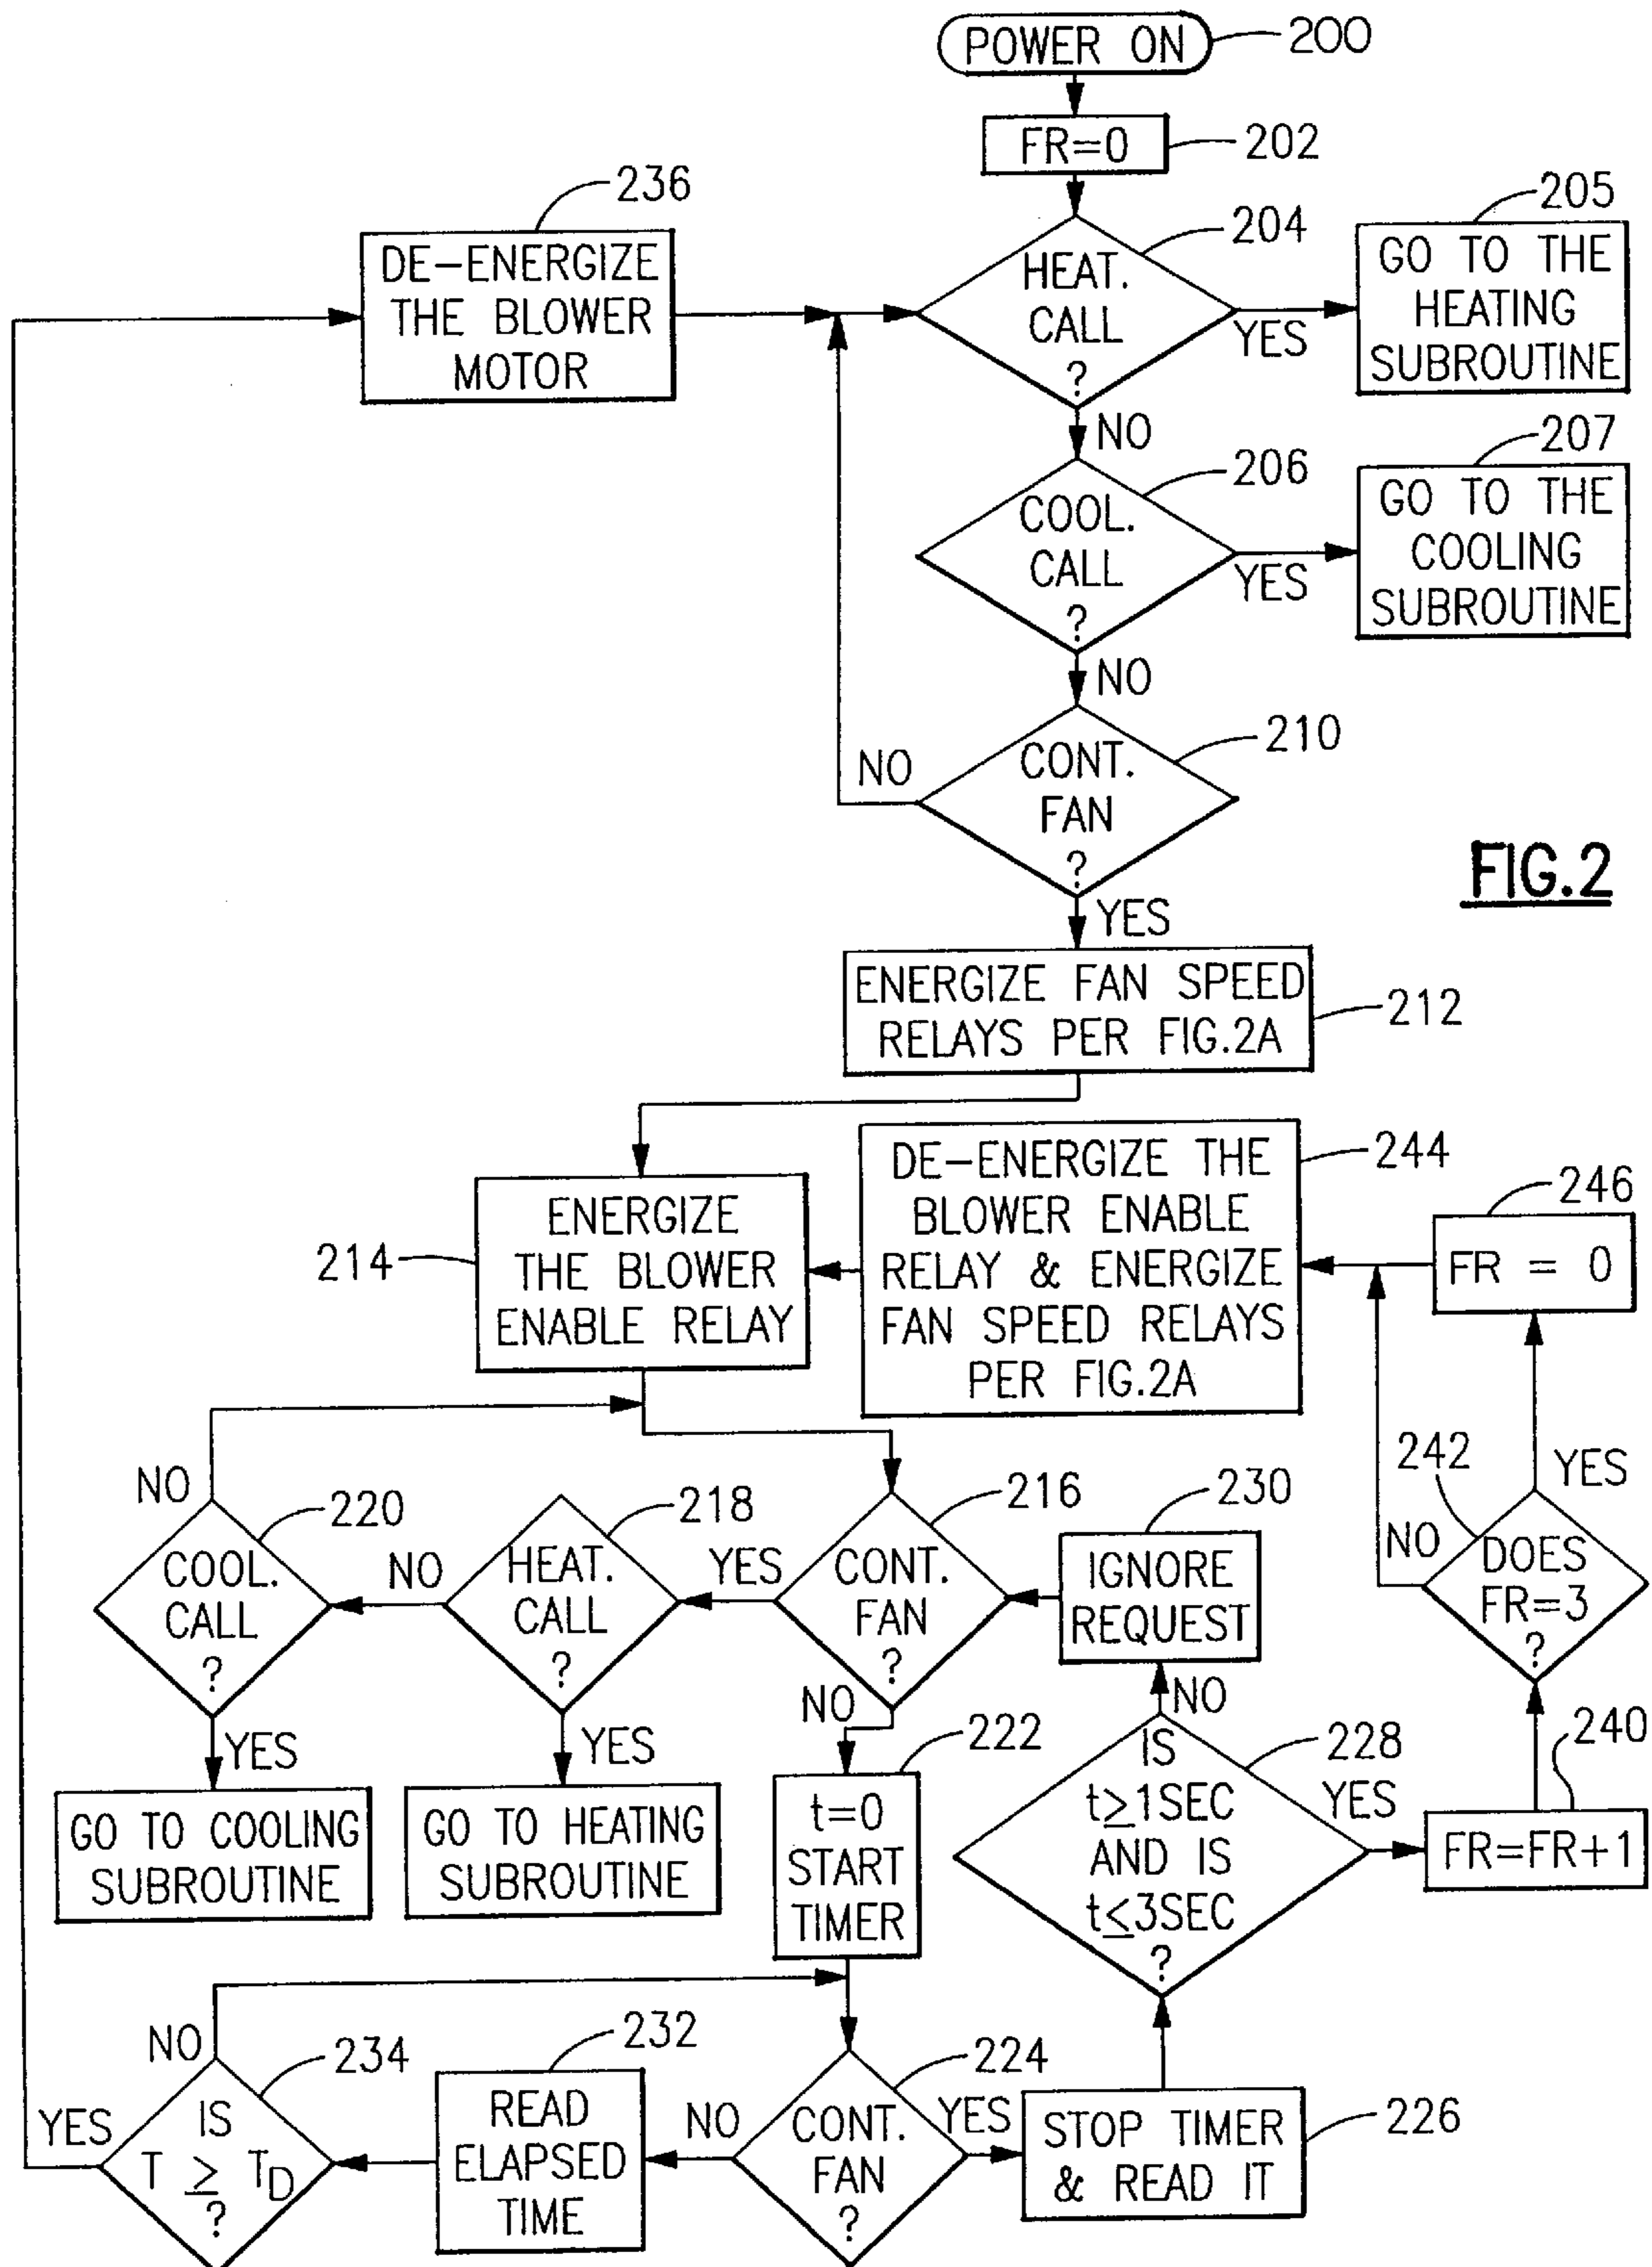 POWER ON
200
FR=0
202
236
DE-ENERGIZE
THE BLOWER
MOTOR
204
HEAT.
CALL
?
YES
205
GO TO THE
HEATING
SUBROUTINE
NO
206
COOL.
CALL
?
YES
207
GO TO THE
COOLING
SUBROUTINE
NO
210
CONT.
FAN
?
NO
YES
FIG.2
ENERGIZE FAN SPEED
RELAYS PER FIG.2A
212
214
ENERGIZE
THE BLOWER
ENABLE RELAY
DE-ENERGIZE THE
BLOWER ENABLE
RELAY & ENERGIZE
FAN SPEED RELAYS
PER FIG.2A
244
246
FR = 0
242
YES
NO
DOES
FR=3
?
NO
220
COOL.
CALL
?
YES
NO
218
HEAT.
CALL
?
YES
YES
216
CONT.
FAN
?
NO
230
IGNORE
REQUEST
NO
GO TO COOLING
SUBROUTINE
GO TO HEATING
SUBROUTINE
222
t=0
START
TIMER
228
IS
t≥1SEC
AND IS
t≤3SEC
?
YES
240
FR=FR+1
NO
234
YES
IS
T ≥ TD
?
232
READ
ELAPSED
TIME
NO
224
CONT.
FAN
?
YES
STOP TIMER
& READ IT
226